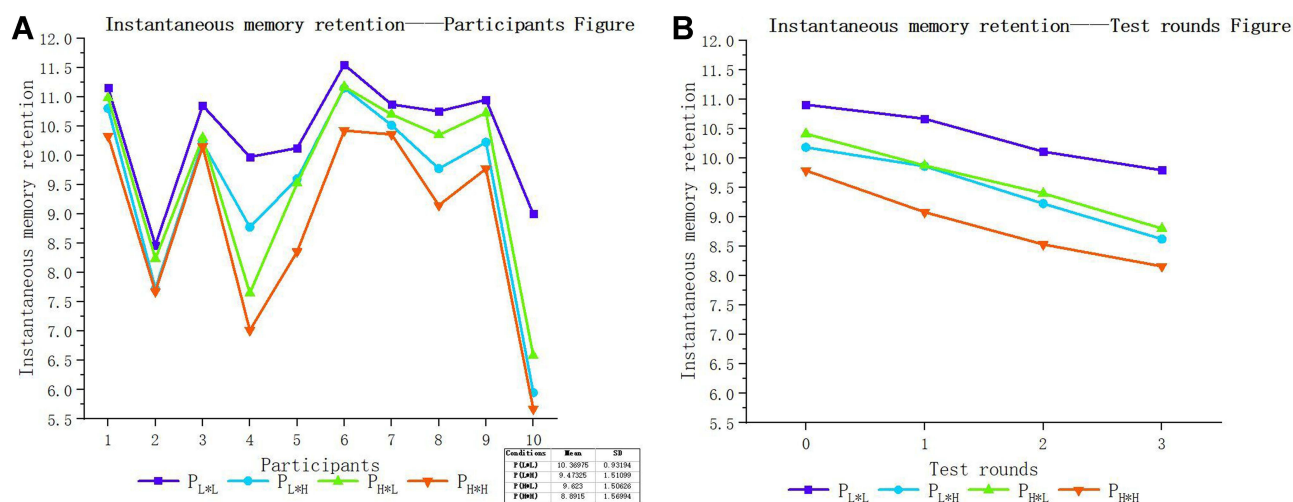 A
Instantaneous memory retention——Participants Figure
Instantaneous memory retention
12.0
11.5
11.0
10.5
10.0
9.5
9.0
8.5
8.0
7.5
7.0
6.5
6.0
5.5
1 2 3 4 5 6 7 8 9 10
Participants
PL*L PL*H PH*L PH*H
Conditions Mean SD
P(L*L) 10.36975 0.93194
P(L*H) 9.47325 1.51099
P(H*L) 9.623 1.50626
P(H*H) 8.8915 1.56994
B
Instantaneous memory retention——Test rounds Figure
Instantaneous memory retention
12.0
11.5
11.0
10.5
10.0
9.5
9.0
8.5
8.0
7.5
7.0
6.5
6.0
5.5
0 1 2 3
Test rounds
PL*L PL*H PH*L PH*H